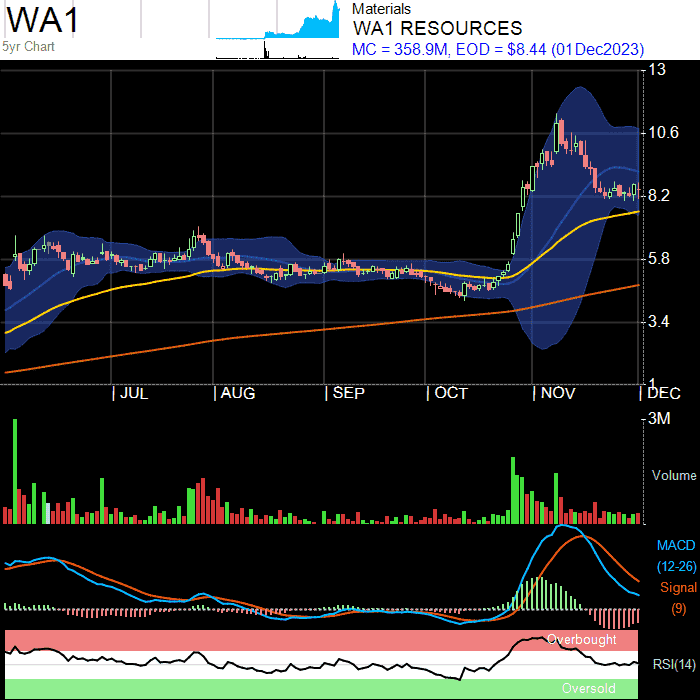 WA1
5yr Chart
Materials
WA1 RESOURCES
MC = 358.9M, EOD = $8.44 (01Dec2023)
13
10.6
8.2
5.8
3.4
1
JUL AUG SEP OCT NOV DEC
3M
Volume
MACD
(12-26)
Signal
(9)
Overbought
RSI(14)
Oversold